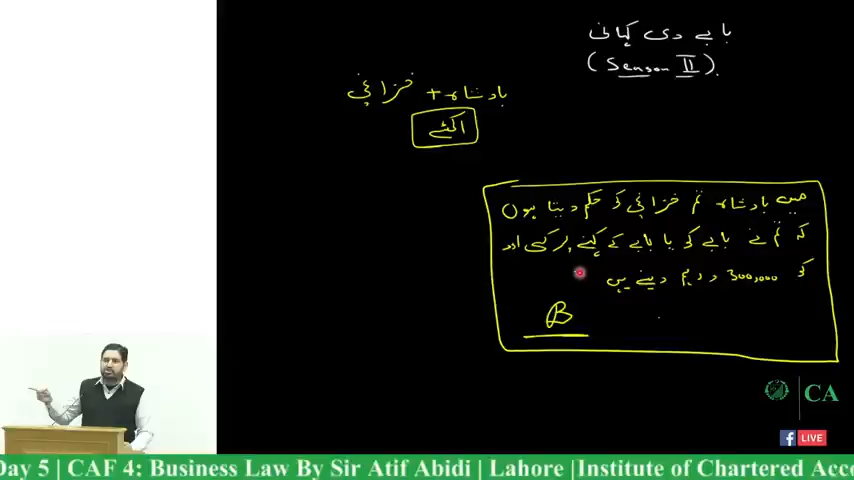 بابے دی کہانی
(Season II).
بادشاہ + خزانچی
اکٹھے
میں بادشاہ تم خزانچی کو حکم دیتا ہوں
کہ تم نے بابے کو یا بابے کے کہنے پر کسی اور
کو 300,000 درہم دینے ہیں
B
CA
LIVE
Day 5 | CAF 4: Business Law By Sir Atif Abidi | Lahore |Institute of Chartered Acco